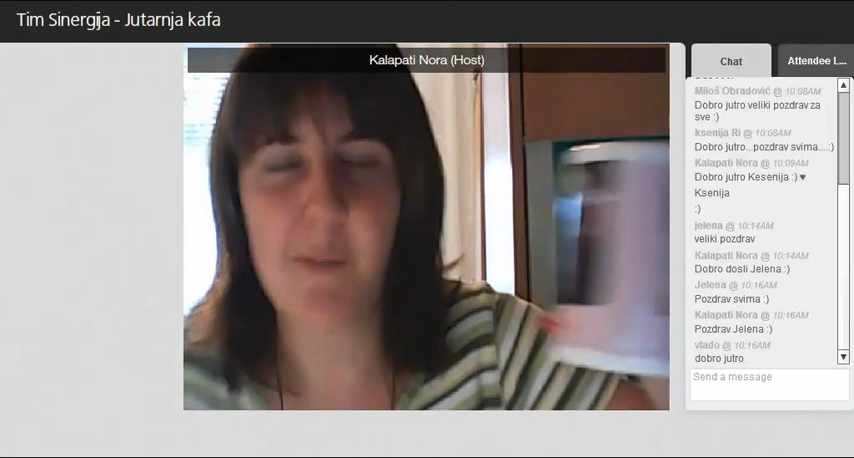 Tim Sinergija - Jutarnja kafa
Kalapati Nora (Host)
Chat
Attendee L...
Miloš Obradović @ 10:08AM
Dobro jutro veliki pozdrav za
sve :)
ksenija Ri @ 10:08AM
Dobro jutro...pozdrav svima....:)
Kalapati Nora @ 10:09AM
Dobro jutro Kesenija :) ♥
Ksenija
:)
jelena @ 10:14AM
veliki pozdrav
Kalapati Nora @ 10:14AM
Dobro dosli Jelena :)
Jelena @ 10:16AM
Pozdrav svima :)
Kalapati Nora @ 10:16AM
Pozdrav Jelena :)
vlado @ 10:16AM
dobro jutro
Send a message